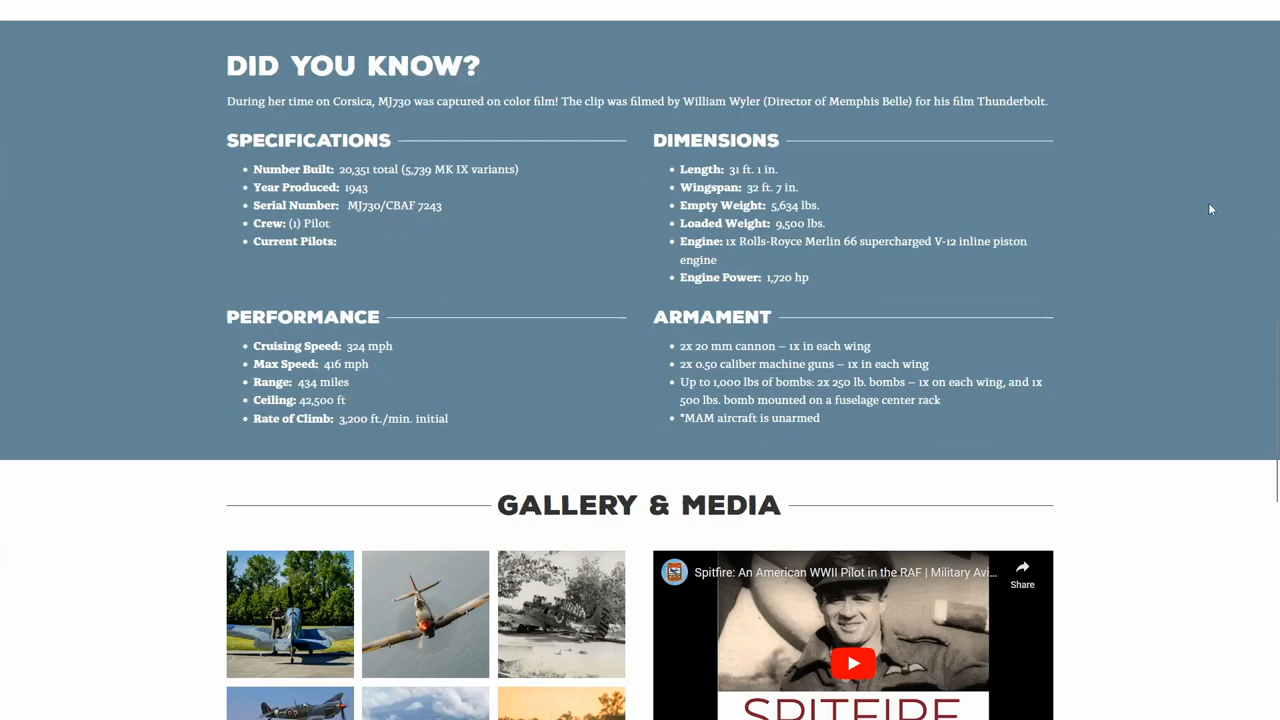 DID YOU KNOW?
During her time on Corsica, MJ730 was captured on color film! The clip was filmed by William Wyler (Director of Memphis Belle) for his film Thunderbolt.
SPECIFICATIONS
Number Built: 20,351 total (5,739 MK IX variants)
Year Produced: 1943
Serial Number: MJ730/CBAF 7243
Crew: (1) Pilot
Current Pilots:
DIMENSIONS
Length: 31 ft. 1 in.
Wingspan: 32 ft. 7 in.
Empty Weight: 5,634 lbs.
Loaded Weight: 9,500 lbs.
Engine: 1x Rolls-Royce Merlin 66 supercharged V-12 inline piston
engine
Engine Power: 1,720 hp
PERFORMANCE
Cruising Speed: 324 mph
Max Speed: 416 mph
Range: 434 miles
Ceiling: 42,500 ft
Rate of Climb: 3,200 ft./min. initial
ARMAMENT
2x 20 mm cannon – 1x in each wing
2x 0.50 caliber machine guns – 1x in each wing
Up to 1,000 lbs of bombs: 2x 250 lb. bombs – 1x on each wing, and 1x
500 lbs. bomb mounted on a fuselage center rack
*MAM aircraft is unarmed
GALLERY & MEDIA
Spitfire: An American WWII Pilot in the RAF | Military Avi...
Share
SPITFIRE